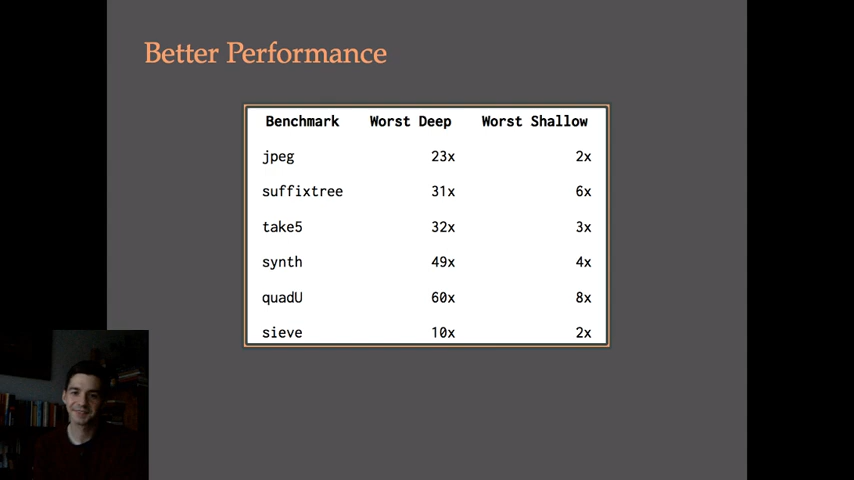 Better Performance
Benchmark Worst Deep Worst Shallow
jpeg 23x 2x
suffixtree 31x 6x
take5 32x 3x
synth 49x 4x
quadU 60x 8x
sieve 10x 2x